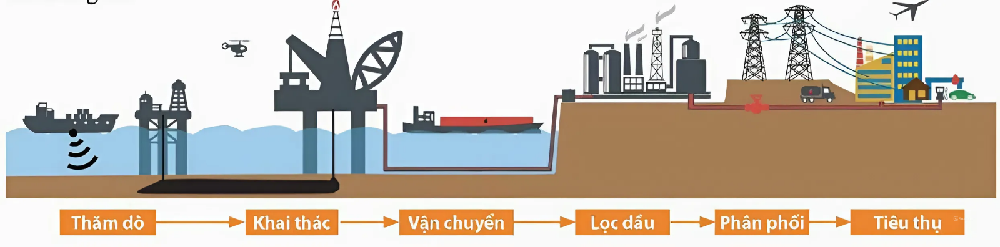 Thăm dò
Khai thác
Vận chuyển
Lọc dầu
Phân phối
Tiêu thụ